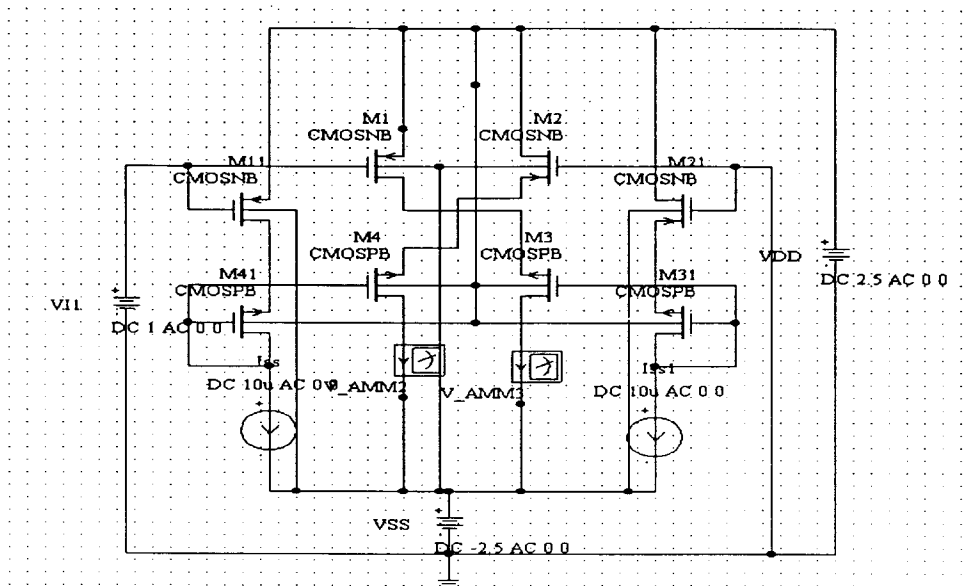 M1
CMOSNB
M2
CMOSNB
M11
CMOSNB
M21
CMOSNB
M4
CMOSPB
M3
CMOSPB
VDD
DC 2.5 AC 0 0
M41
CMOSPB
M31
CMOSPB
VI1
DC 1 AC 0 0
Iss
DC 10u AC 0 0
V_AMM2
V_AMM3
Iss1
DC 10u AC 0 0
VSS
DC -2.5 AC 0 0